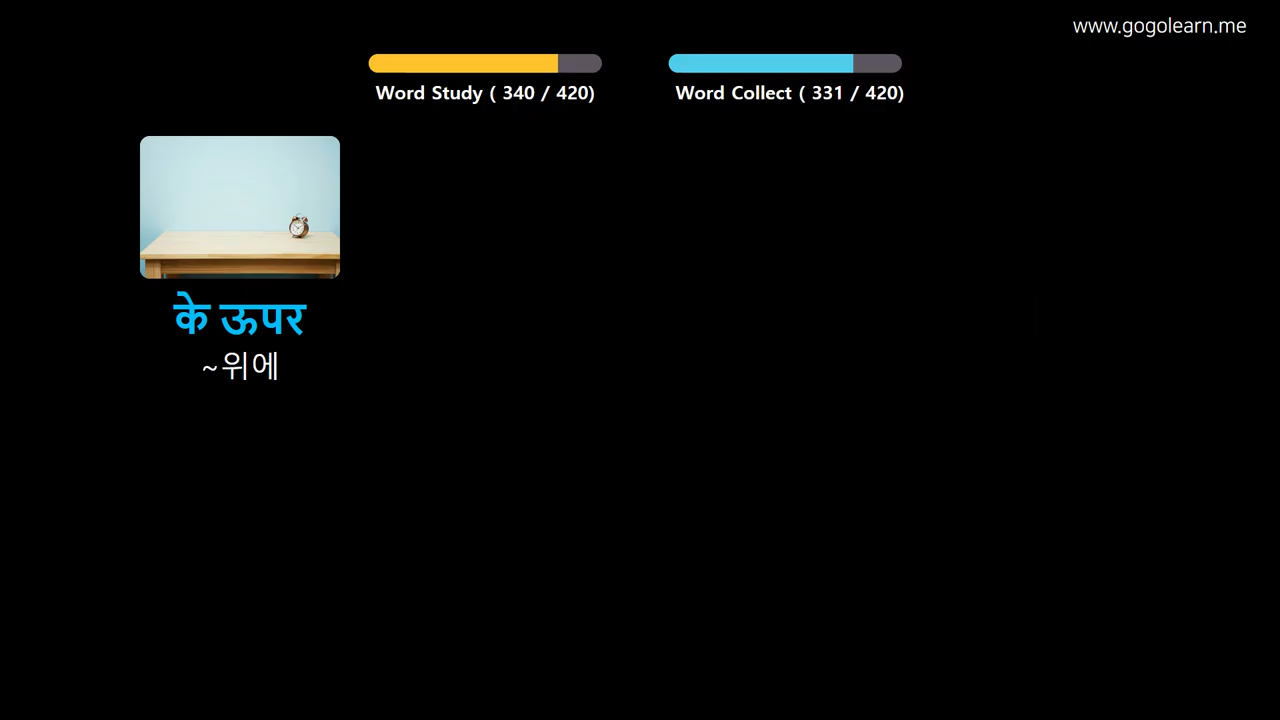 www.gogolearn.me
Word Study ( 340 / 420)
Word Collect ( 331 / 420)
के ऊपर
~위에